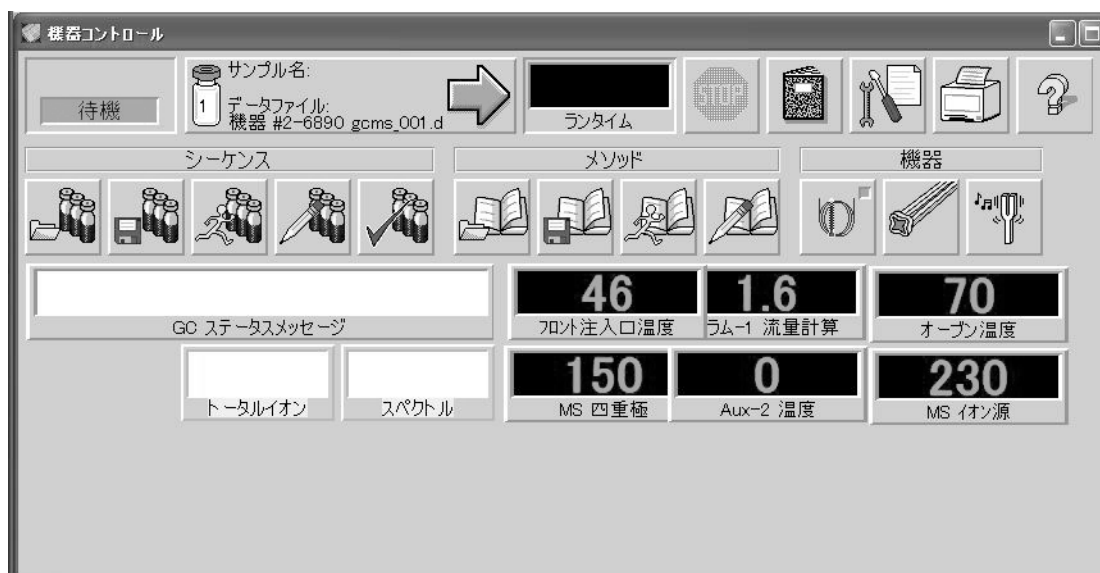 機器コントロール
待機
1
サンプル名:
データファイル:
機器 #2-6890 gcms_001.d
ランタイム
STOP
シーケンス
メソッド
機器
46
フロント注入口温度
1.6
ラム-1 流量計算
70
オーブン温度
GC ステータスメッセージ
トータルイオン
スペクトル
150
MS 四重極
0
Aux-2 温度
230
MS イオン源